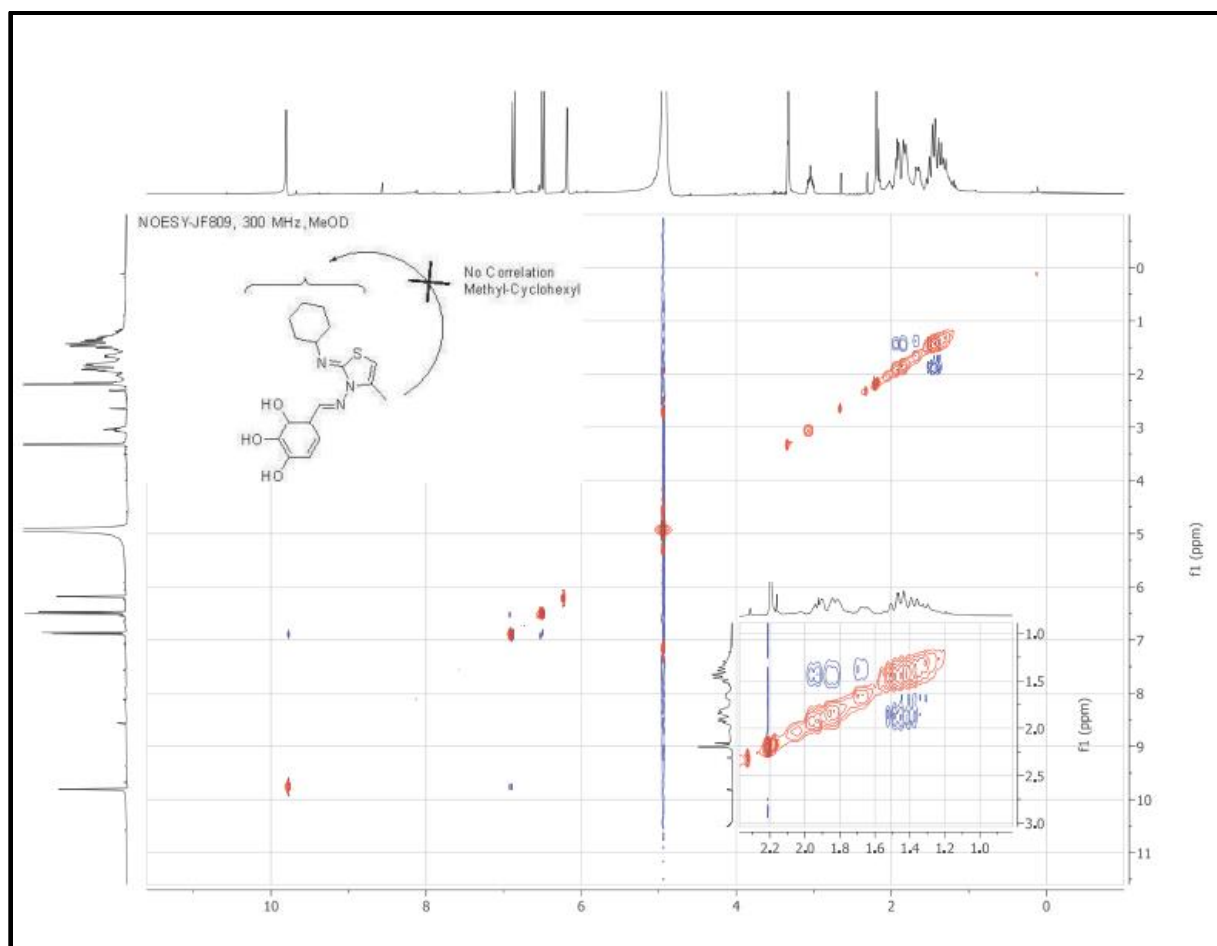 NOESY-JF809, 300 MHz, MeOD
No Correlation
Methyl-Cyclohexyl
S
N
N
N
HO
HO
HO
0
1
2
3
4
5
6
7
8
9
10
11
f1 (ppm)
1.0
1.5
2.0
2.5
3.0
f1 (ppm)
2.2 2.0 1.8 1.6 1.4 1.2 1.0
10 8 6 4 2 0